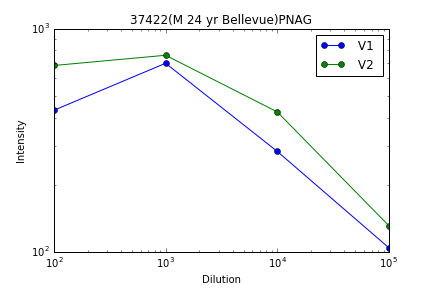 37422(M 24 yr Bellevue)PNAG
10³
V1
V2
Intensity
10²
10² 10³ 10⁴ 10⁵
Dilution